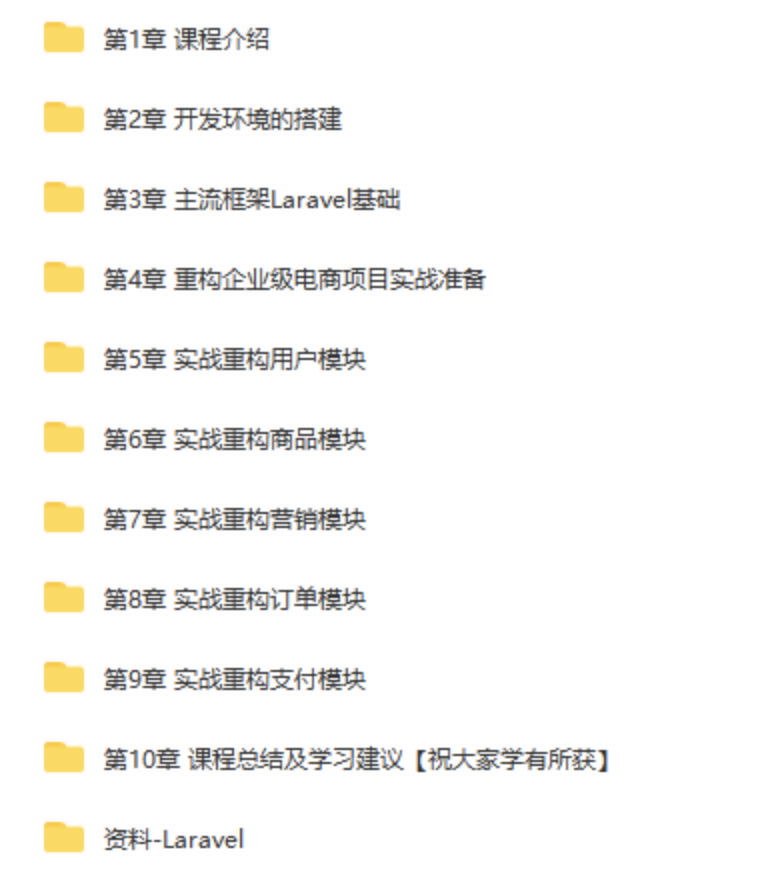 第1章 课程介绍
第2章 开发环境的搭建
第3章 主流框架Laravel基础
第4章 重构企业级电商项目实战准备
第5章 实战重构用户模块
第6章 实战重构商品模块
第7章 实战重构营销模块
第8章 实战重构订单模块
第9章 实战重构支付模块
第10章 课程总结及学习建议【祝大家学有所获】
资料-Laravel